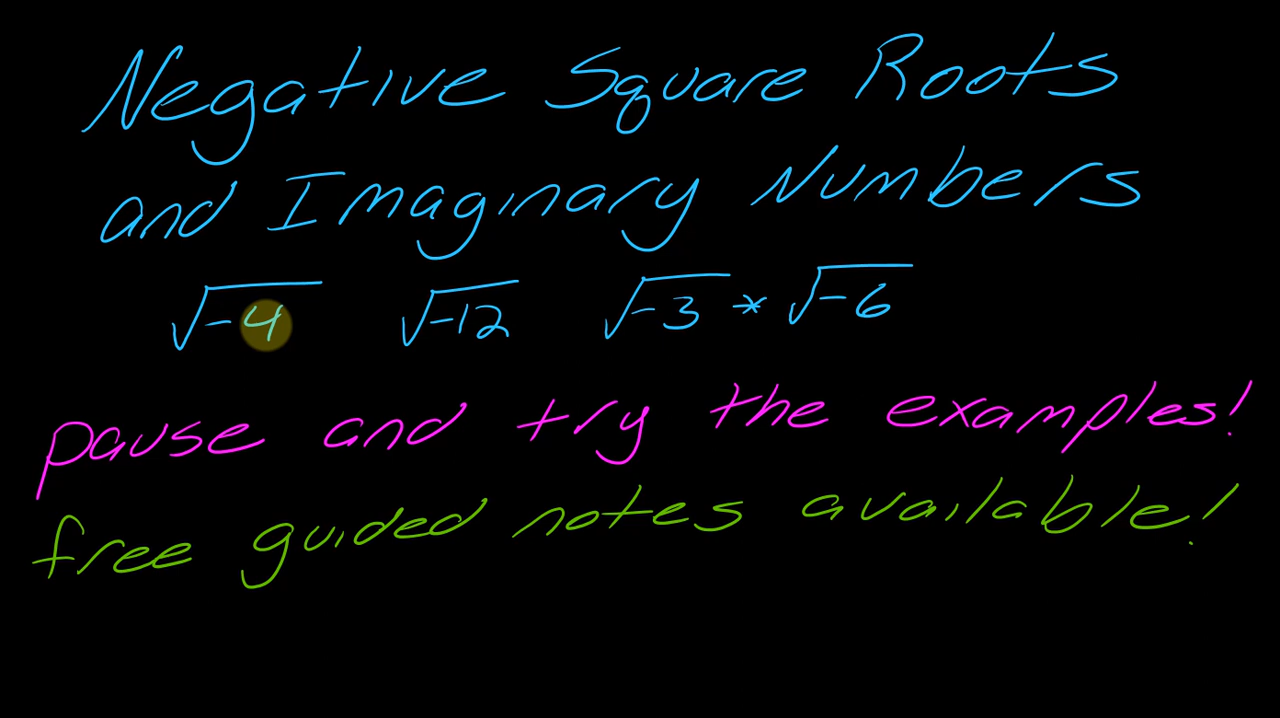 Negative Square Roots
and Imaginary Numbers
√-4 √-12 √-3 * √-6
pause and try the examples!
free guided notes available!